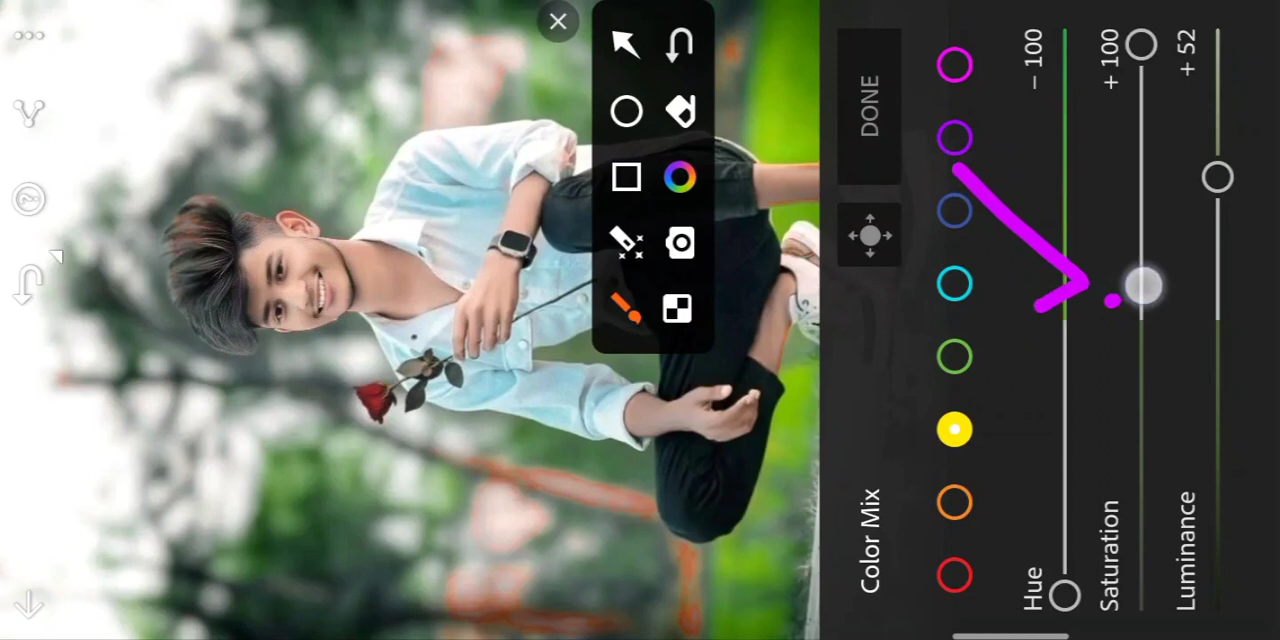 DONE
Color Mix
Hue - 100
Saturation + 100
Luminance + 52